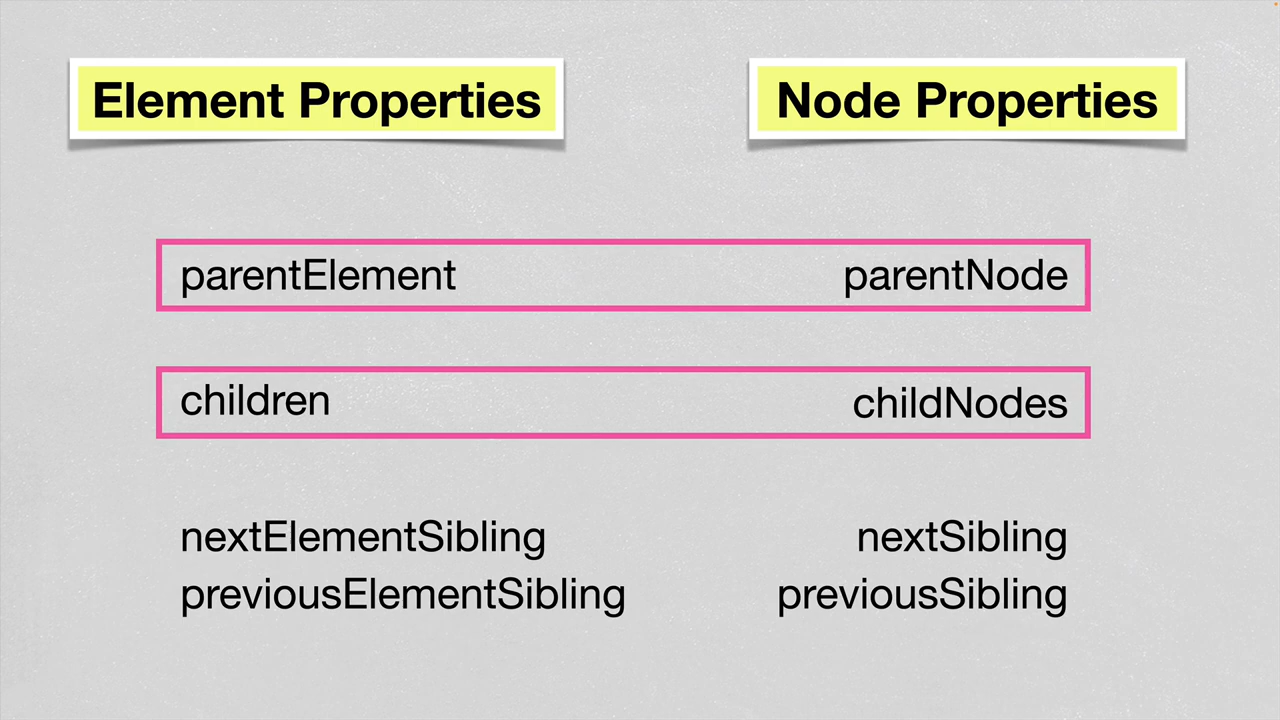 Element Properties
Node Properties
parentElement
parentNode
children
childNodes
nextElementSibling
nextSibling
previousElementSibling
previousSibling